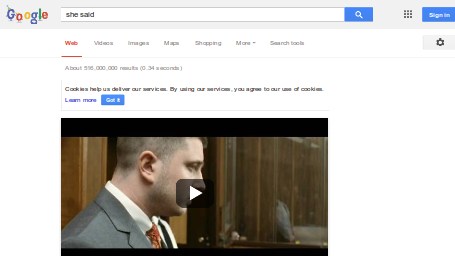 Google she said Sign in
Web Videos Images Maps Shopping More Search tools
About 516,000,000 results (0.34 seconds)
Cookies help us deliver our services. By using our services, you agree to our use of cookies.
Learn more Got it